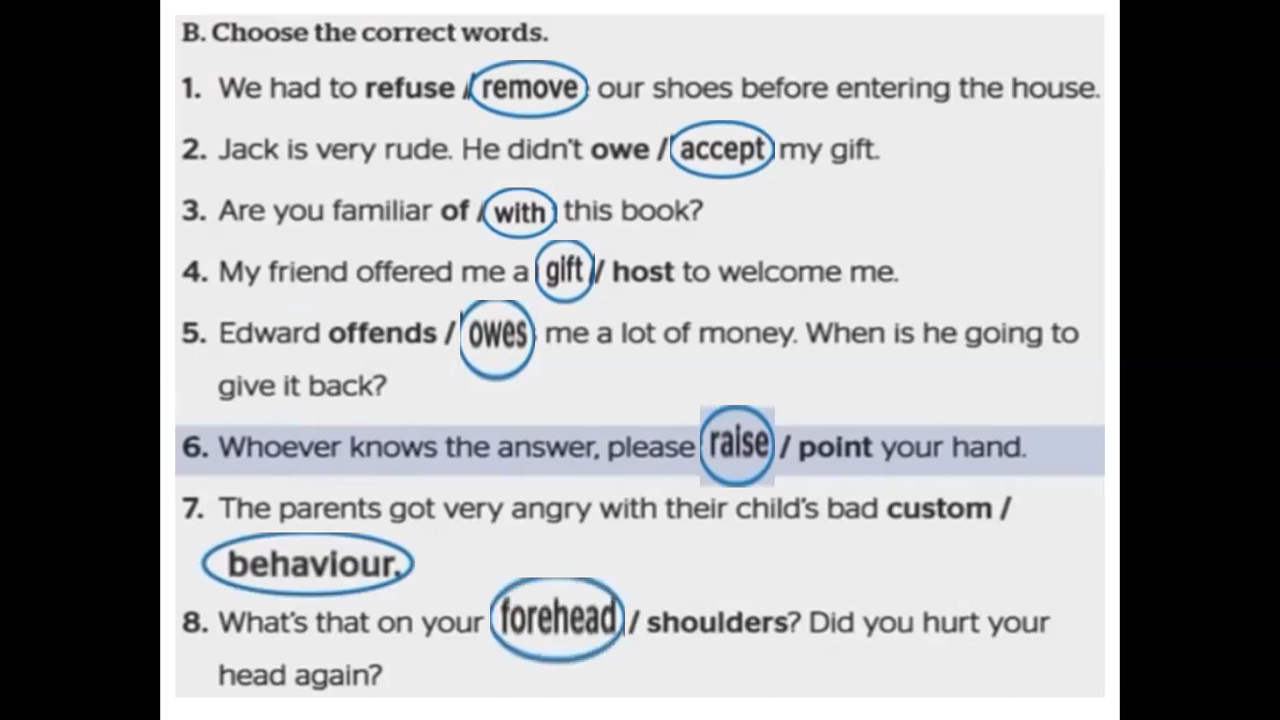 B. Choose the correct words.
1. We had to refuse / remove our shoes before entering the house.
2. Jack is very rude. He didn't owe / accept my gift.
3. Are you familiar of / with this book?
4. My friend offered me a gift / host to welcome me.
5. Edward offends / owes me a lot of money. When is he going to
give it back?
6. Whoever knows the answer, please raise / point your hand.
7. The parents got very angry with their child's bad custom /
behaviour.
8. What's that on your forehead / shoulders? Did you hurt your
head again?